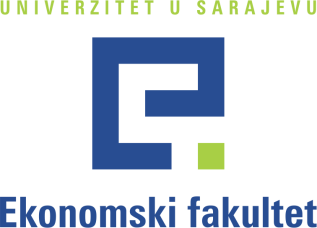 UNIVERZITET U SARAJEVU
Ekonomski fakultet